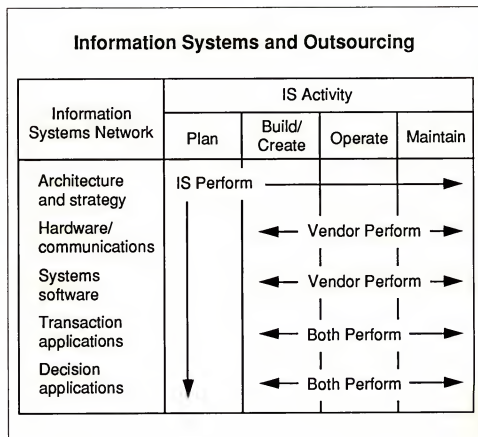 Information Systems and Outsourcing
Information
Systems Network
IS Activity
Plan
Build/
Create
Operate
Maintain
Architecture
and strategy
IS Perform
Hardware/
communications
Vendor Perform
Systems
software
Vendor Perform
Transaction
applications
Both Perform
Decision
applications
Both Perform